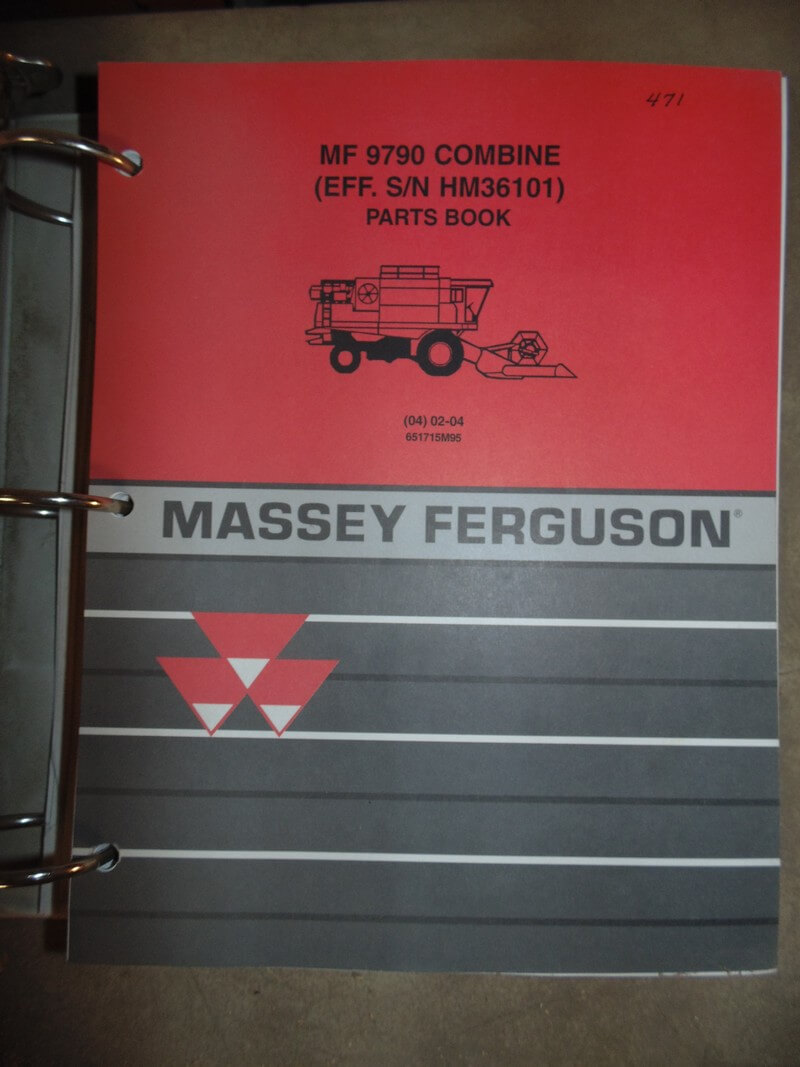 471
MF 9790 COMBINE
(EFF. S/N HM36101)
PARTS BOOK
(04) 02-04
651715M95
MASSEY FERGUSON®